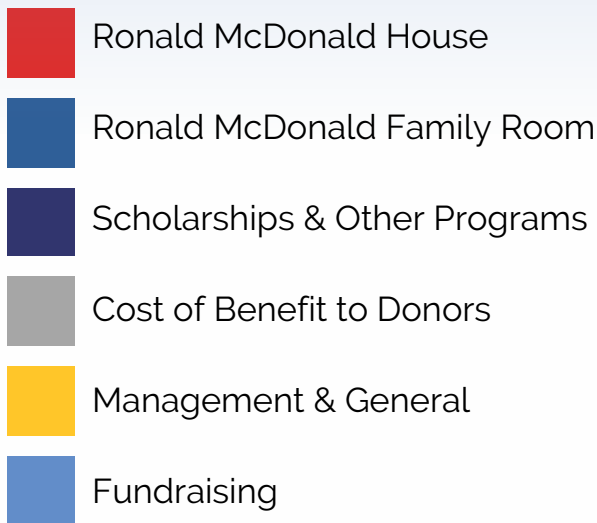 Ronald McDonald House
Ronald McDonald Family Room
Scholarships & Other Programs
Cost of Benefit to Donors
Management & General
Fundraising